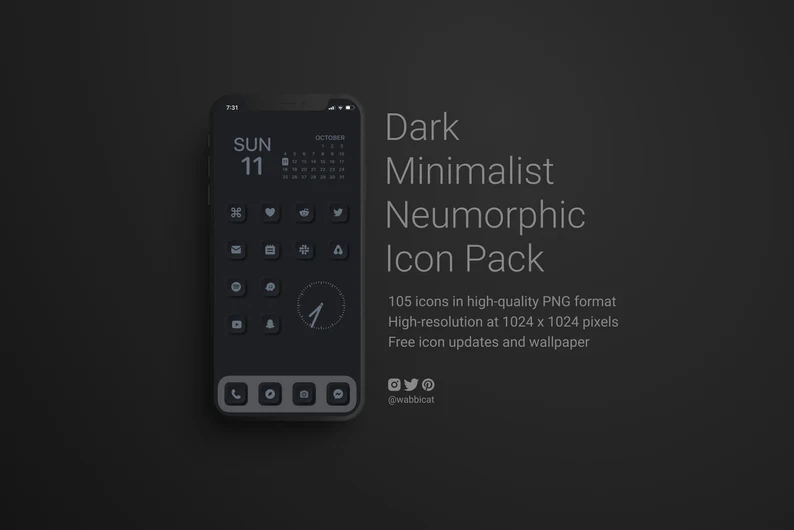 7:31
SUN
11
OCTOBER
1 2 3
4 5 6 7 8 9 10
11 12 13 14 15 16 17
18 19 20 21 22 23 24
25 26 27 28 29 30 31
Dark
Minimalist
Neumorphic
Icon Pack
105 icons in high-quality PNG format
High-resolution at 1024 x 1024 pixels
Free icon updates and wallpaper
@wabbicat